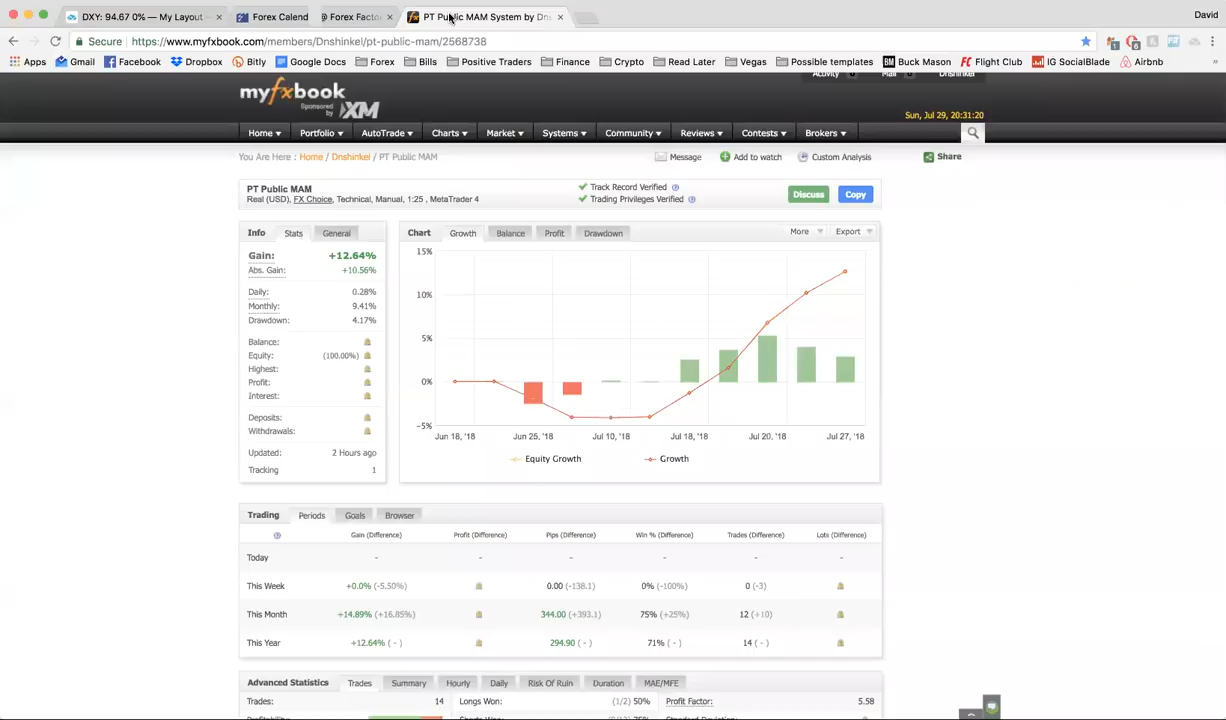 DXY: 94.67 0% — My Layout
Forex Calend
@ Forex Facto
PT Public MAM System by Dns
David
Secure
https://www.myfxbook.com/members/Dnshinkel/pt-public-mam/2568738
Apps
Gmail
Facebook
Dropbox
Bitly
Google Docs
Forex
Bills
Positive Traders
Finance
Crypto
Read Later
Vegas
Possible templates
BM Buck Mason
FC Flight Club
IG SocialBlade
Airbnb
»
Activity
Mail
Dnshinkel
myfxbook
Sponsored by XM
Sun, Jul 29, 20:31:20
Home
Portfolio
AutoTrade
Charts
Market
Systems
Community
Reviews
Contests
Brokers
You Are Here : Home / Dnshinkel / PT Public MAM
Message
Add to watch
Custom Analysis
Share
PT Public MAM
Real (USD), FX Choice, Technical, Manual, 1:25 , MetaTrader 4
Track Record Verified
Trading Privileges Verified
Discuss
Copy
Info
Stats
General
Gain: +12.64%
Abs. Gain: +10.56%
Daily: 0.28%
Monthly: 9.41%
Drawdown: 4.17%
Balance:
Equity: (100.00%)
Highest:
Profit:
Interest:
Deposits:
Withdrawals:
Updated: 2 Hours ago
Tracking 1
Chart
Growth
Balance
Profit
Drawdown
More
Export
15%
10%
5%
0%
-5%
Jun 18, '18
Jun 25, '18
Jul 10, '18
Jul 18, '18
Jul 20, '18
Jul 27, '18
Equity Growth
Growth
Trading
Periods
Goals
Browser
Gain (Difference) Profit (Difference) Pips (Difference) Win % (Difference) Trades (Difference) Lots (Difference)
Today - - - - - -
This Week +0.0% (-5.50%) 0.00 (-138.1) 0% (-100%) 0 (-3)
This Month +14.89% (+16.85%) 344.00 (+393.1) 75% (+25%) 12 (+10)
This Year +12.64% ( - ) 294.90 ( - ) 71% ( - ) 14 ( - )
Advanced Statistics
Trades
Summary
Hourly
Daily
Risk Of Ruin
Duration
MAE/MFE
Trades: 14
Longs Won: (1/2) 50%
Profit Factor: 5.58